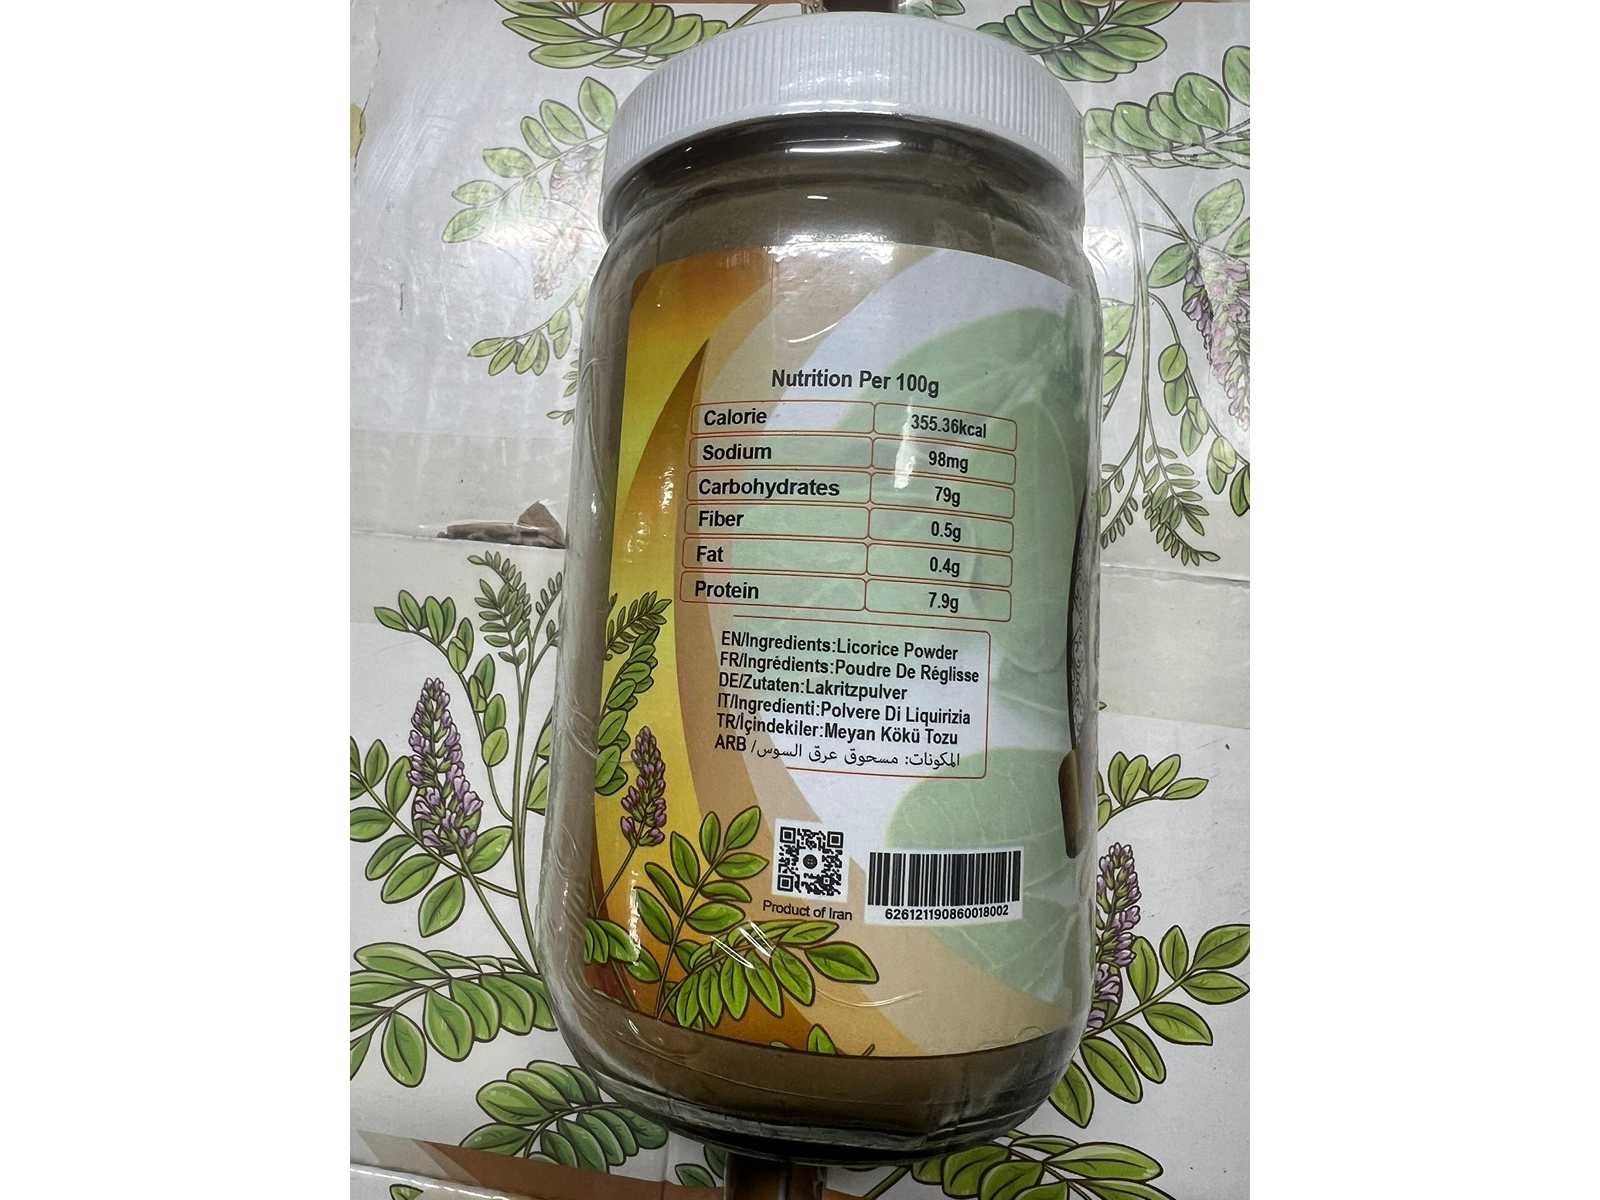 Nutrition Per 100g
Calorie 355.36kcal
Sodium 98mg
Carbohydrates 79g
Fiber 0.5g
Fat 0.4g
Protein 7.9g
EN/Ingredients:Licorice Powder
FR/Ingrédients:Poudre De Réglisse
DE/Zutaten:Lakritzpulver
IT/Ingredienti:Polvere Di Liquirizia
TR/İçindekiler:Meyan Kökü Tozu
ARB /المكونات: مسحوق عرق السوس
Product of Iran
626121190860018002